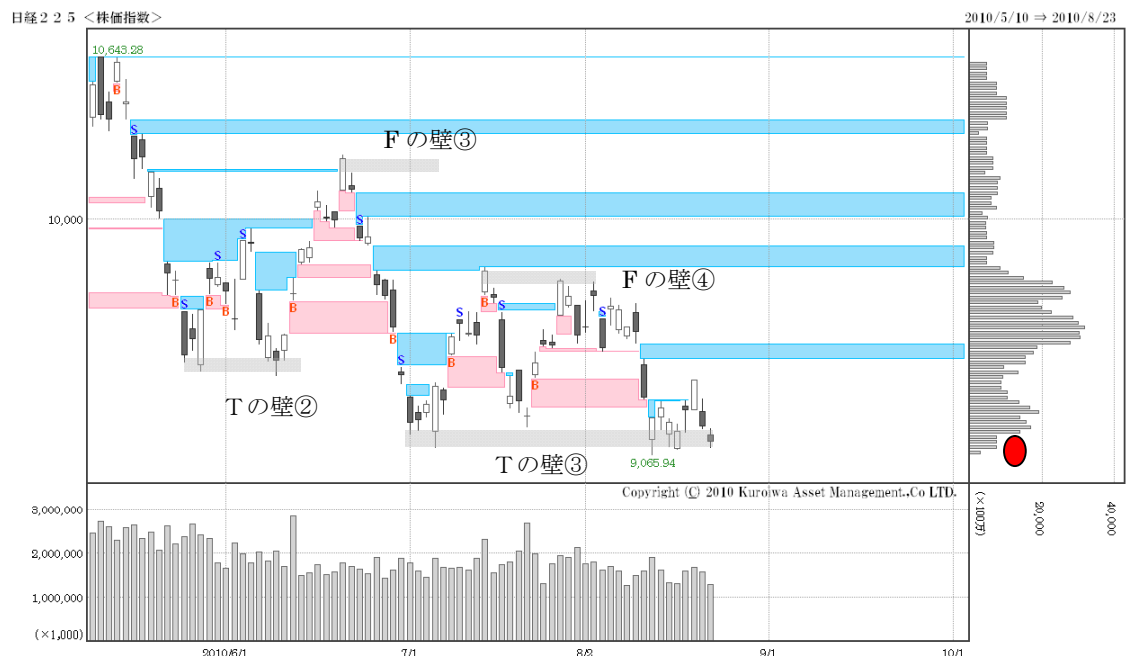 日経２２５ ＜株価指数＞
2010/5/10 ⇒ 2010/8/23
10,643.28
B
S
Fの壁③
10,000
S
S
S
B
S
B
B
B
Fの壁④
B
S
S
S
B
S
B
B
Tの壁②
Tの壁③
9,065.94
Copyright (C) 2010 Kuroiwa Asset Management.,Co LTD.
(×100万)
20,000
40,000
3,000,000
2,000,000
1,000,000
(×1,000)
2010/6/1
7/1
8/2
9/1
10/1